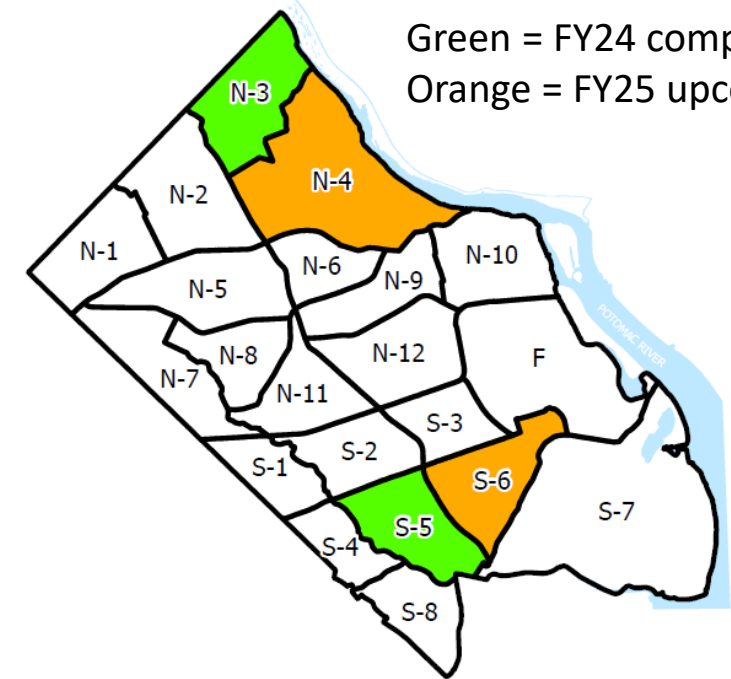 Green = FY24 comp
Orange = FY25 upc
N-3
N-4
N-2
N-1
N-6
N-10
N-5
N-9
POTOMAC RIVER
N-8
N-12
F
N-7
N-11
S-3
S-2
S-1
S-6
S-7
S-5
S-4
S-8